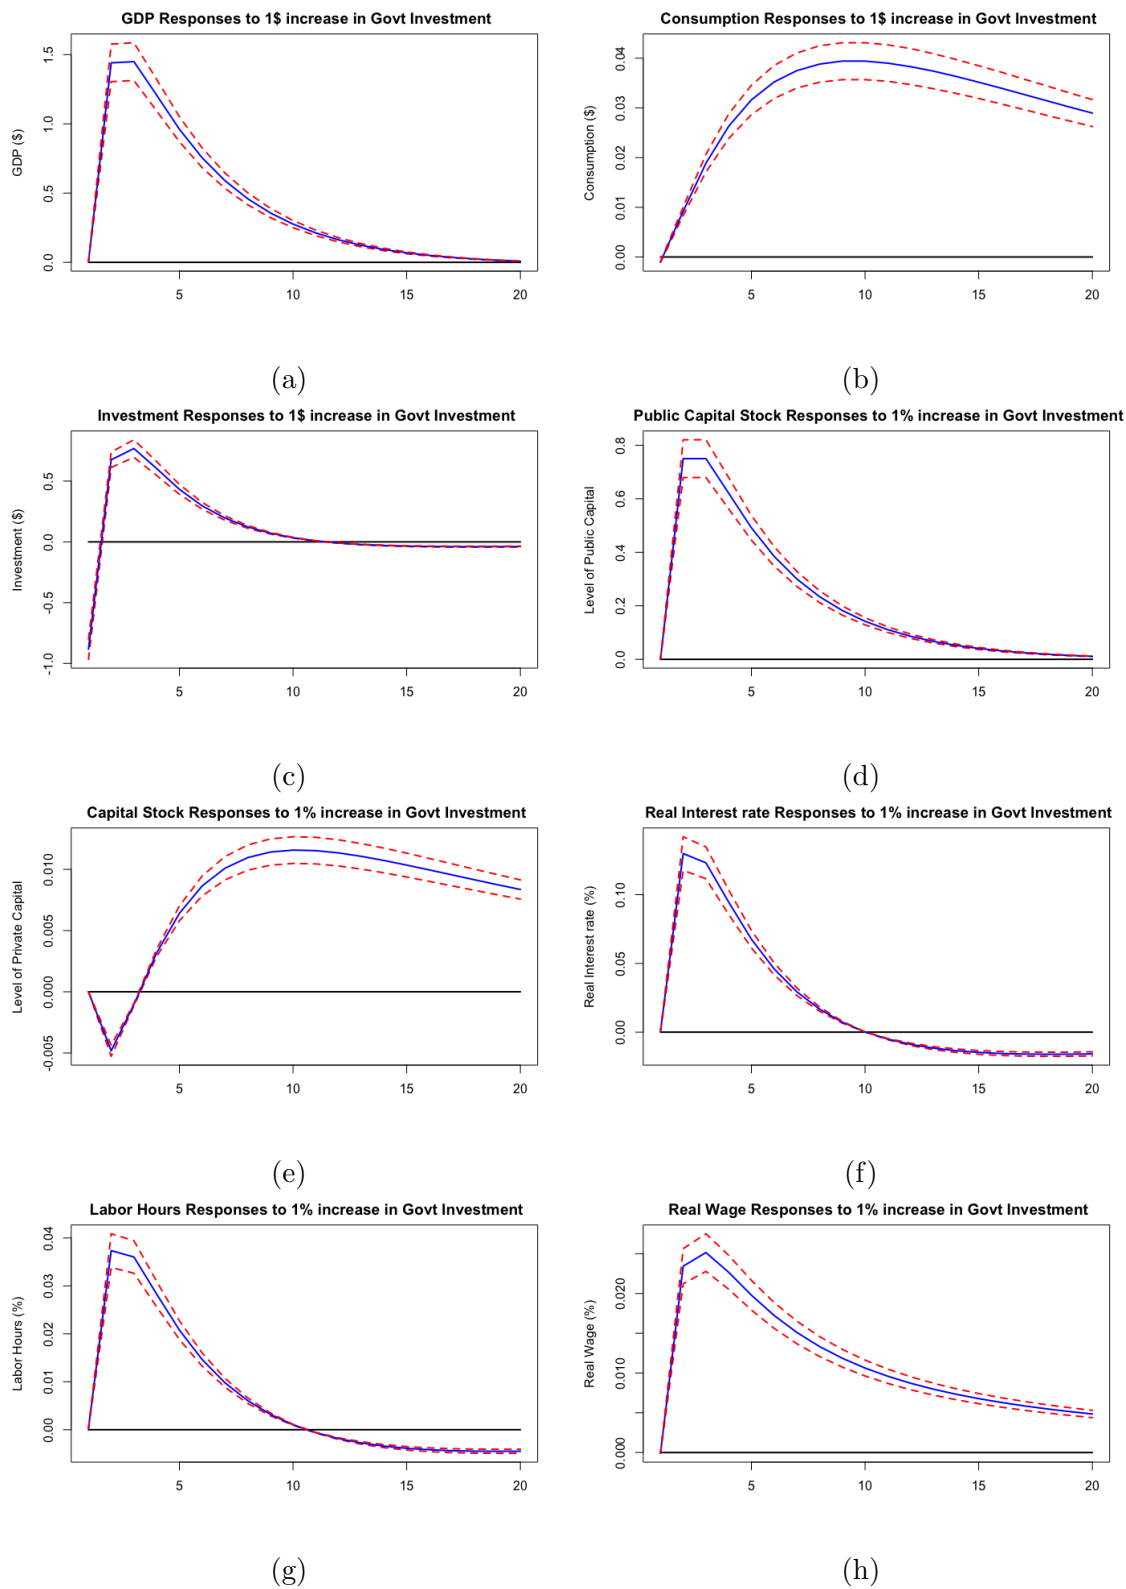 GDP Responses to 1$ increase in Govt Investment
GDP ($)
1.5
1.0
0.5
0.0
5 10 15 20
(a)
Consumption Responses to 1$ increase in Govt Investment
Consumption ($)
0.04
0.03
0.02
0.01
0.00
5 10 15 20
(b)
Investment Responses to 1$ increase in Govt Investment
Investment ($)
0.5
0.0
-0.5
-1.0
5 10 15 20
(c)
Public Capital Stock Responses to 1% increase in Govt Investment
Level of Public Capital
0.8
0.6
0.4
0.2
0.0
5 10 15 20
(d)
Capital Stock Responses to 1% increase in Govt Investment
Level of Private Capital
0.010
0.005
0.000
-0.005
5 10 15 20
(e)
Real Interest rate Responses to 1% increase in Govt Investment
Real Interest rate (%)
0.10
0.05
0.00
5 10 15 20
(f)
Labor Hours Responses to 1% increase in Govt Investment
Labor Hours (%)
0.04
0.03
0.02
0.01
0.00
5 10 15 20
(g)
Real Wage Responses to 1% increase in Govt Investment
Real Wage (%)
0.020
0.010
0.000
5 10 15 20
(h)